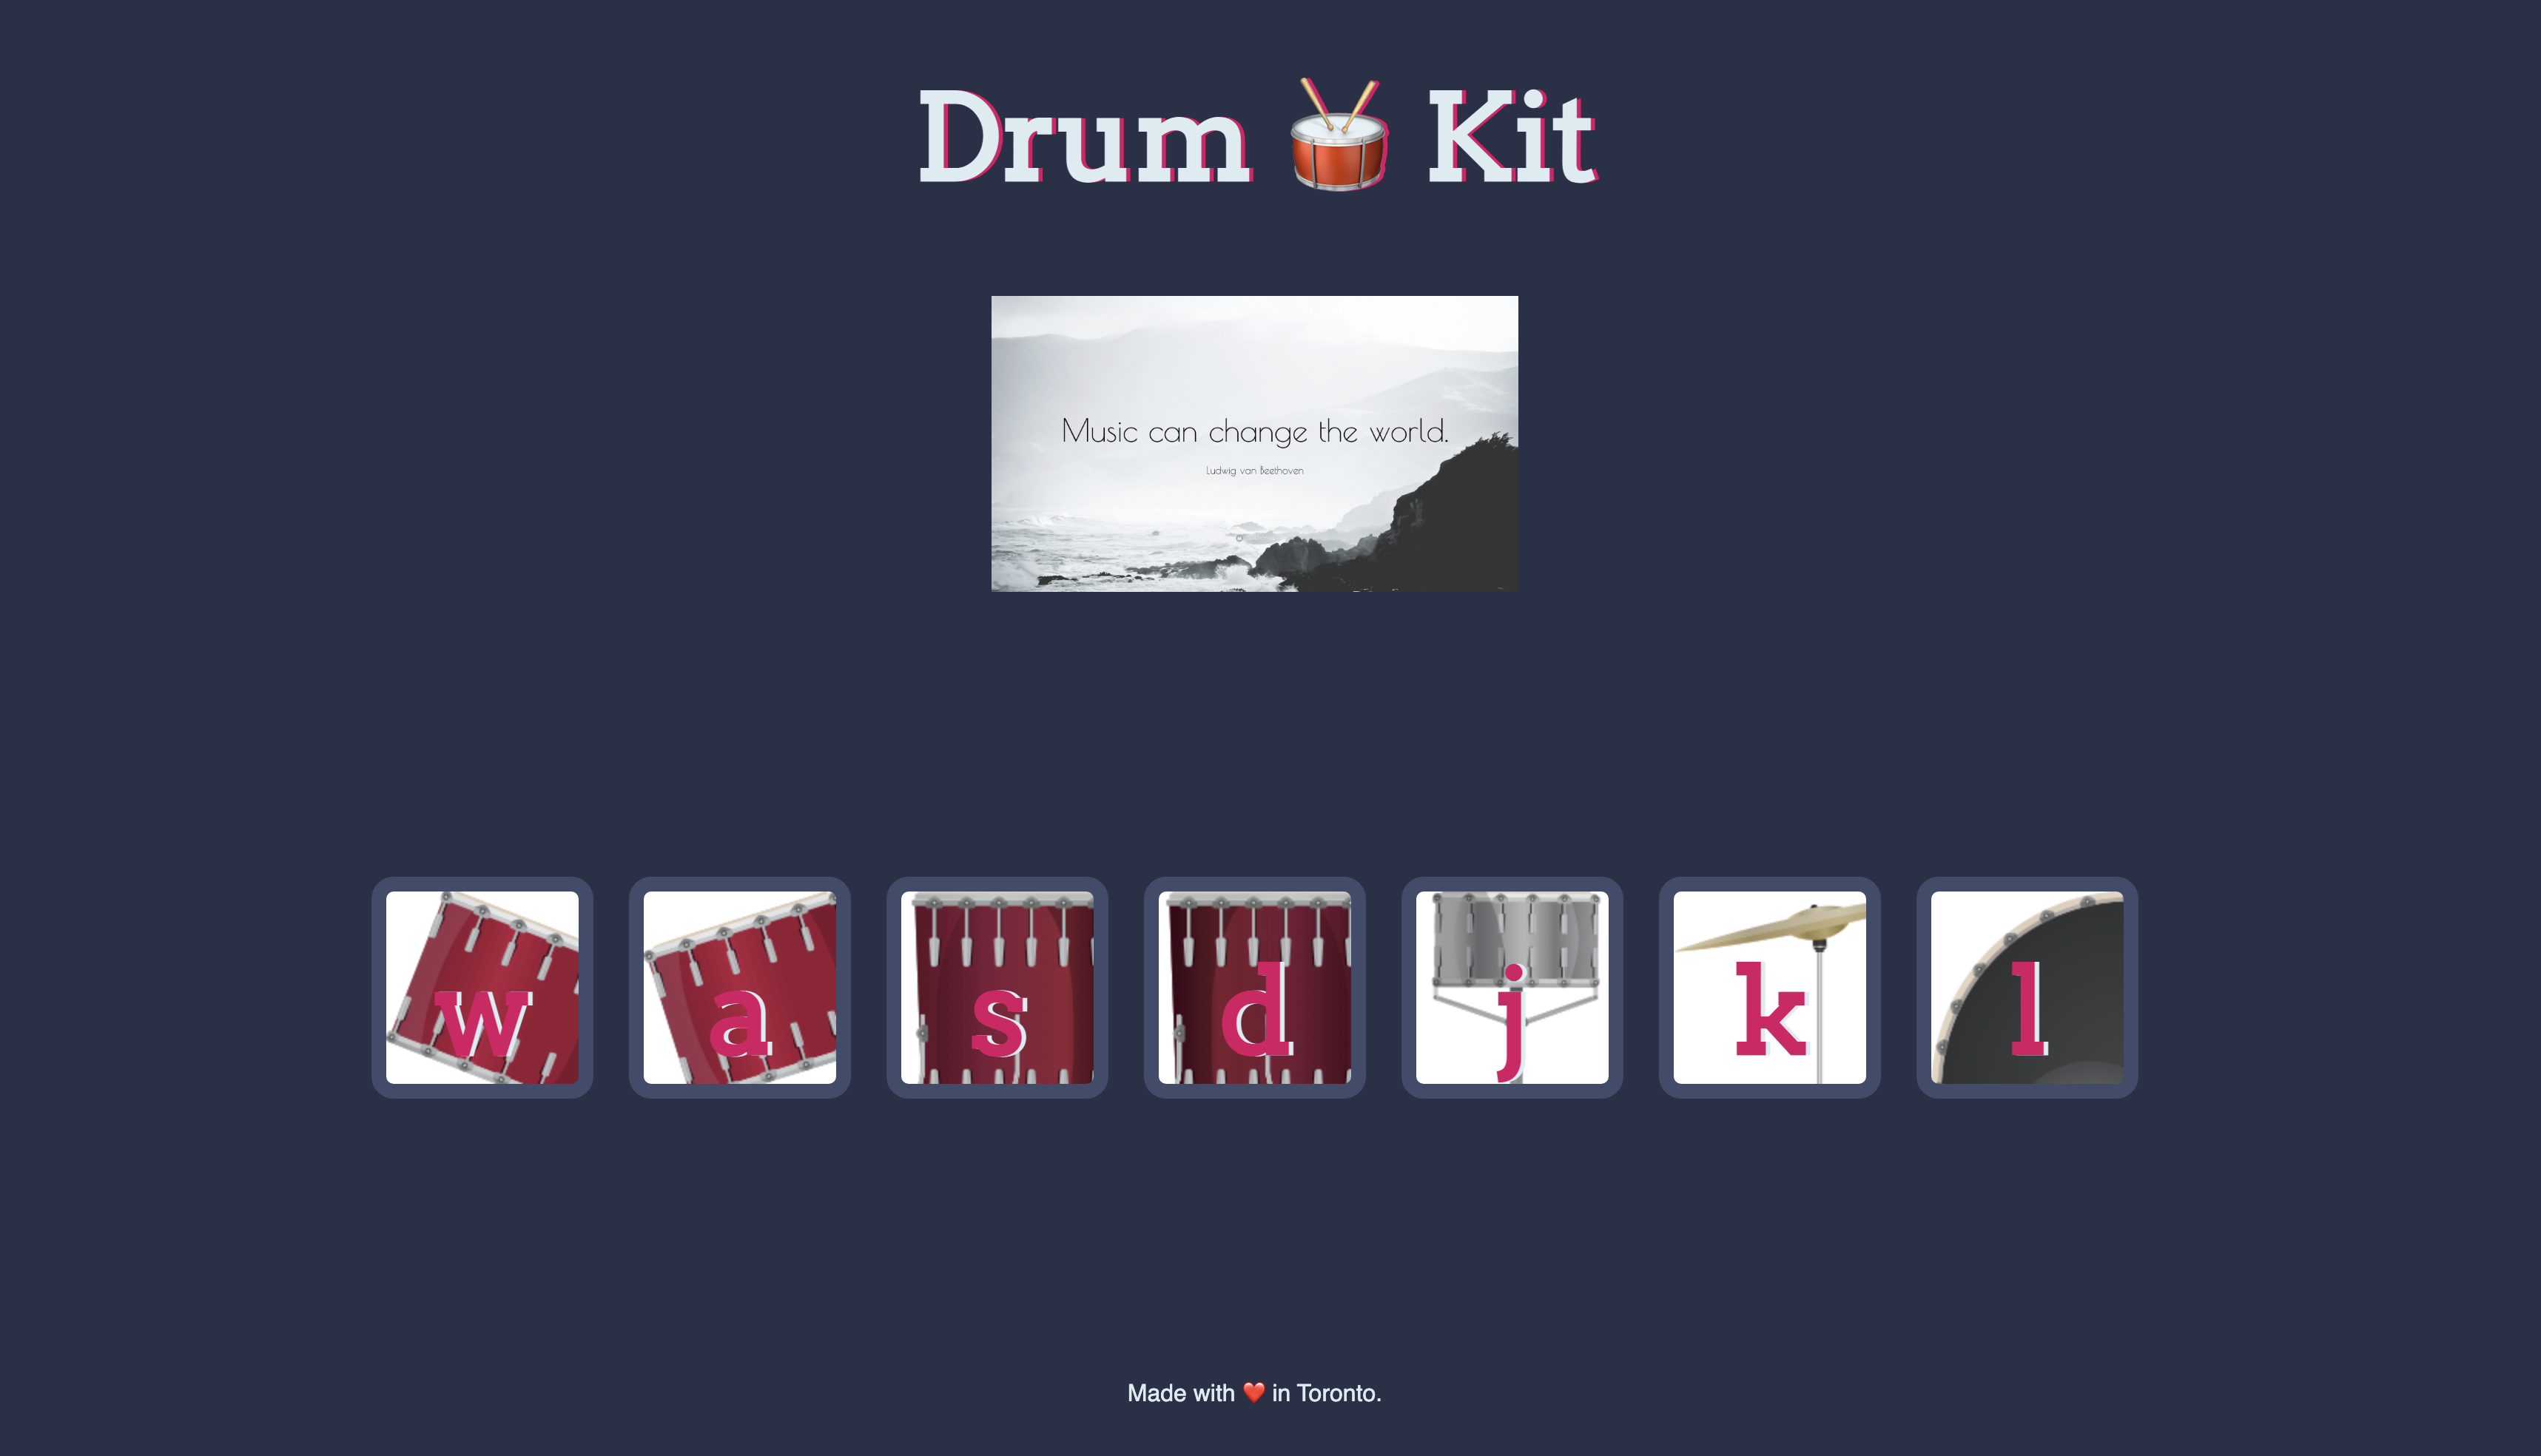 Drum 🥁 Kit
Music can change the world.
Ludwig van Beethoven
w a s d j k l
Made with ❤️ in Toronto.